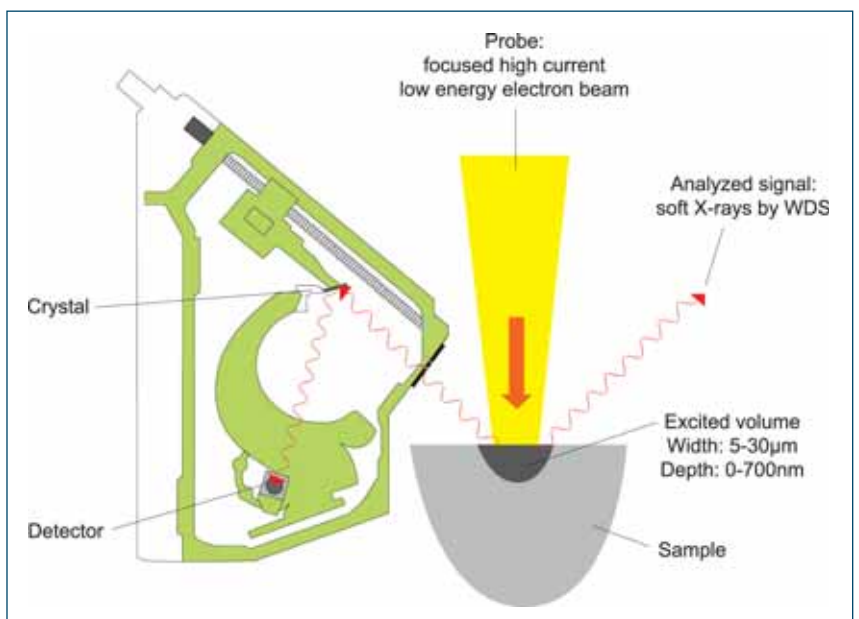 Probe:
focused high current
low energy electron beam
Analyzed signal:
soft X-rays by WDS
Crystal
Excited volume
Width: 5-30µm
Depth: 0-700nm
Detector
Sample